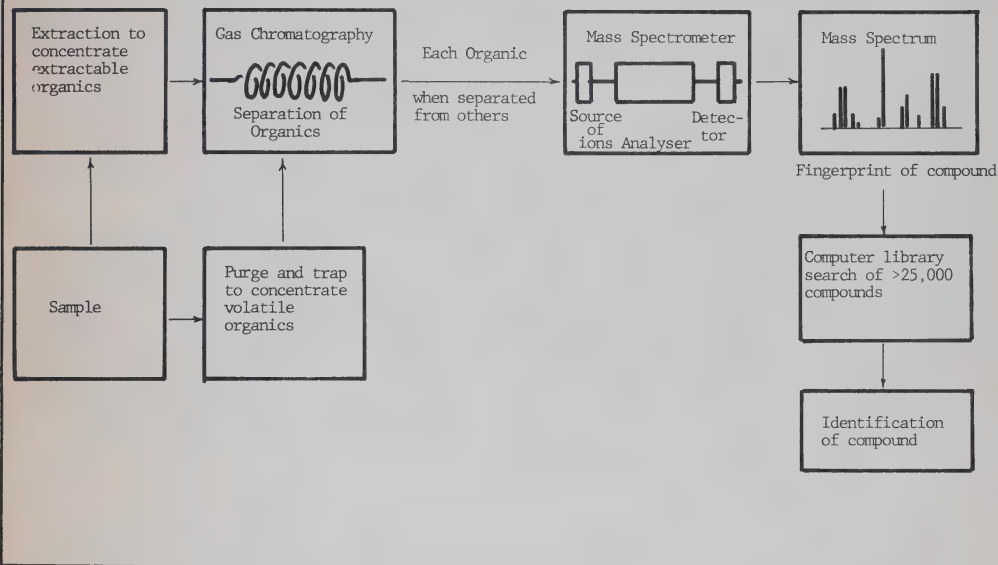 Extraction to
concentrate
extractable
organics
Gas Chromatography
Separation of
Organics
Each Organic
when separated
from others
Mass Spectrometer
Source
of
ions Analyser
Detec-
tor
Mass Spectrum
Fingerprint of compound
Sample
Purge and trap
to concentrate
volatile
organics
Computer library
search of >25,000
compounds
Identification
of compound